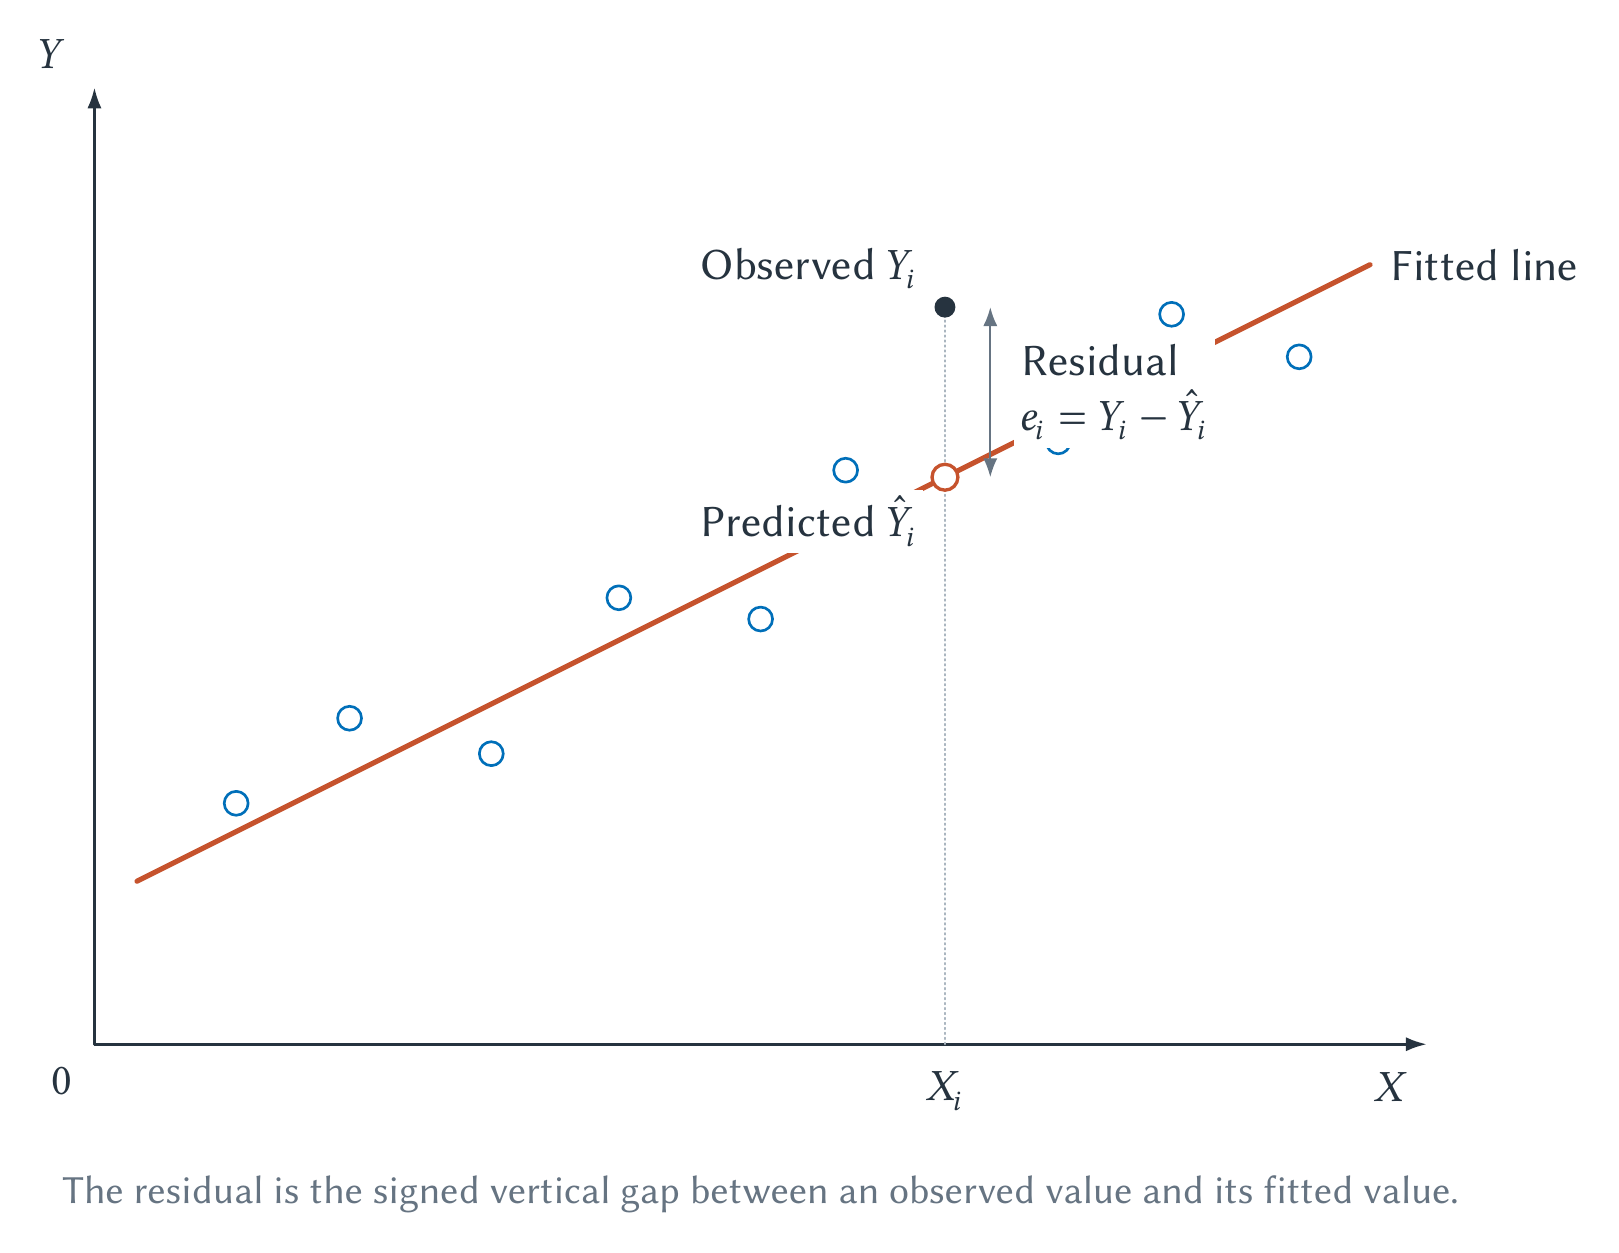 Y
Observed Yᵢ
Fitted line
Residual
eᵢ = Yᵢ − Ŷᵢ
Predicted Ŷᵢ
0
Xᵢ
X
The residual is the signed vertical gap between an observed value and its fitted value.